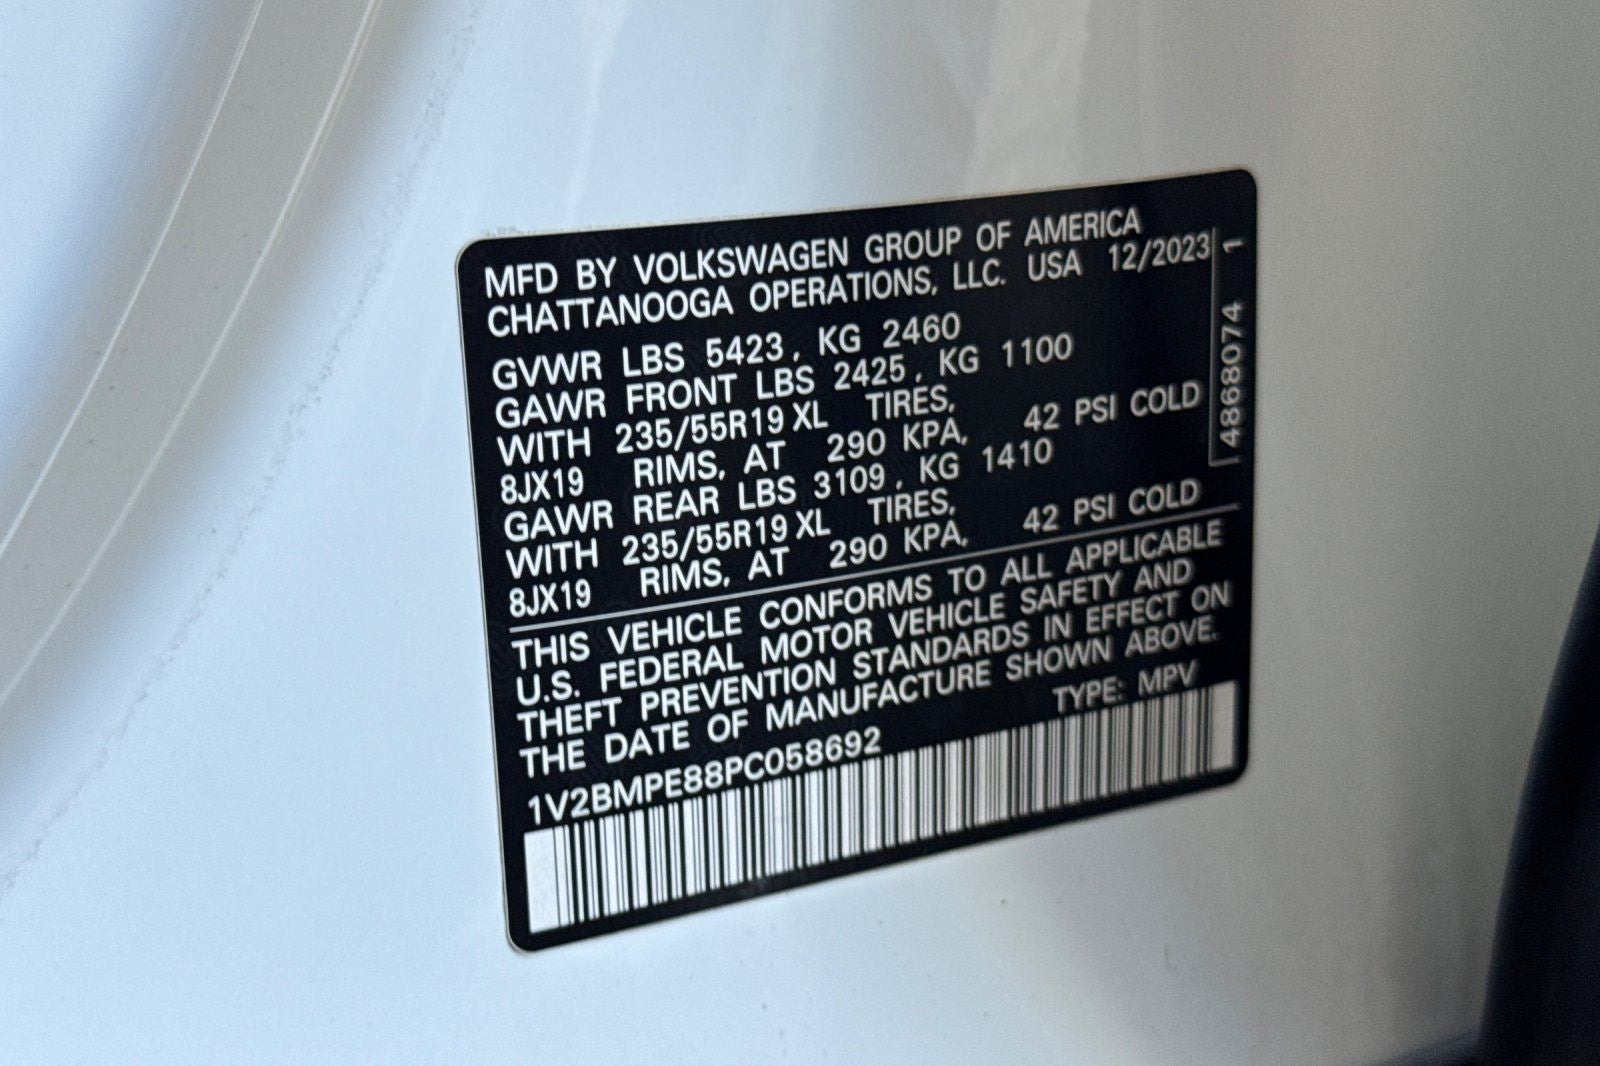 MFD BY VOLKSWAGEN GROUP OF AMERICA
CHATTANOOGA OPERATIONS, LLC. USA 12/2023
GVWR LBS 5423, KG 2460
GAWR FRONT LBS 2425, KG 1100
WITH 235/55R19 XL TIRES,
8JX19 RIMS, AT 290 KPA, 42 PSI COLD
GAWR REAR LBS 3109, KG 1410
WITH 235/55R19 XL TIRES,
8JX19 RIMS, AT 290 KPA, 42 PSI COLD
THIS VEHICLE CONFORMS TO ALL APPLICABLE
U.S. FEDERAL MOTOR VEHICLE SAFETY AND
THEFT PREVENTION STANDARDS IN EFFECT ON
THE DATE OF MANUFACTURE SHOWN ABOVE.
TYPE: MPV
1V2BMPE88PC058692
4868074 1